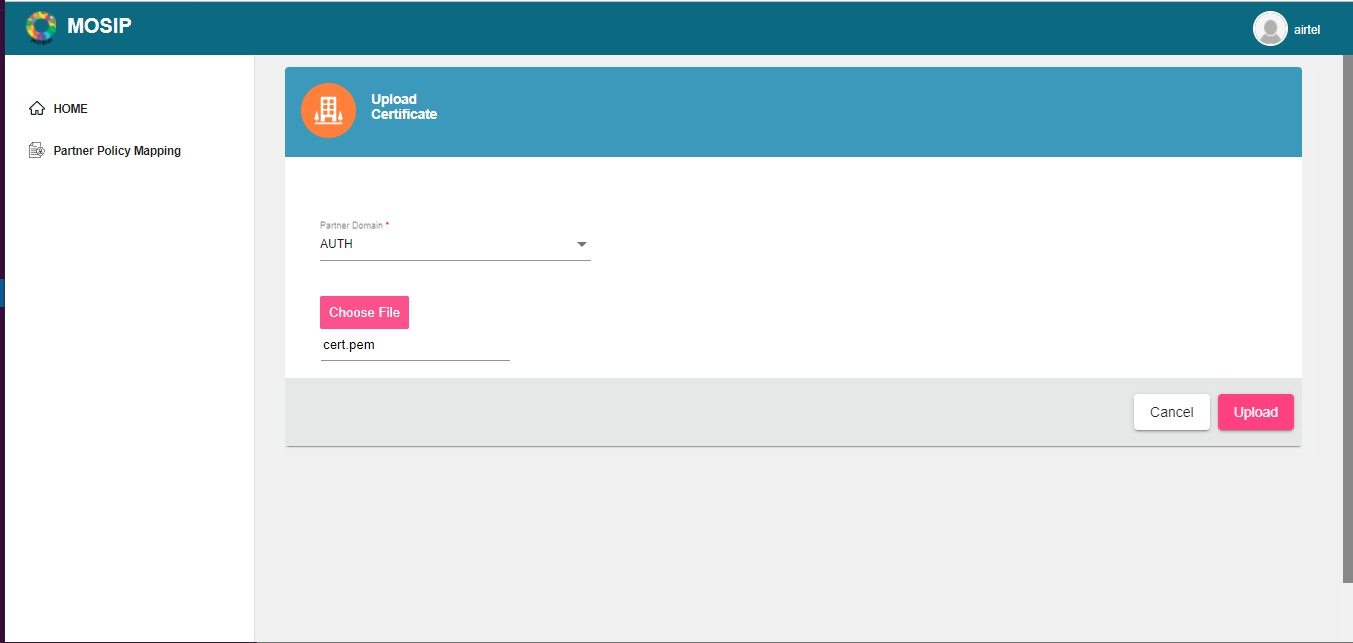 MOSIP
airtel
HOME
Partner Policy Mapping
Upload
Certificate
Partner Domain *
AUTH
Choose File
cert.pem
Cancel
Upload